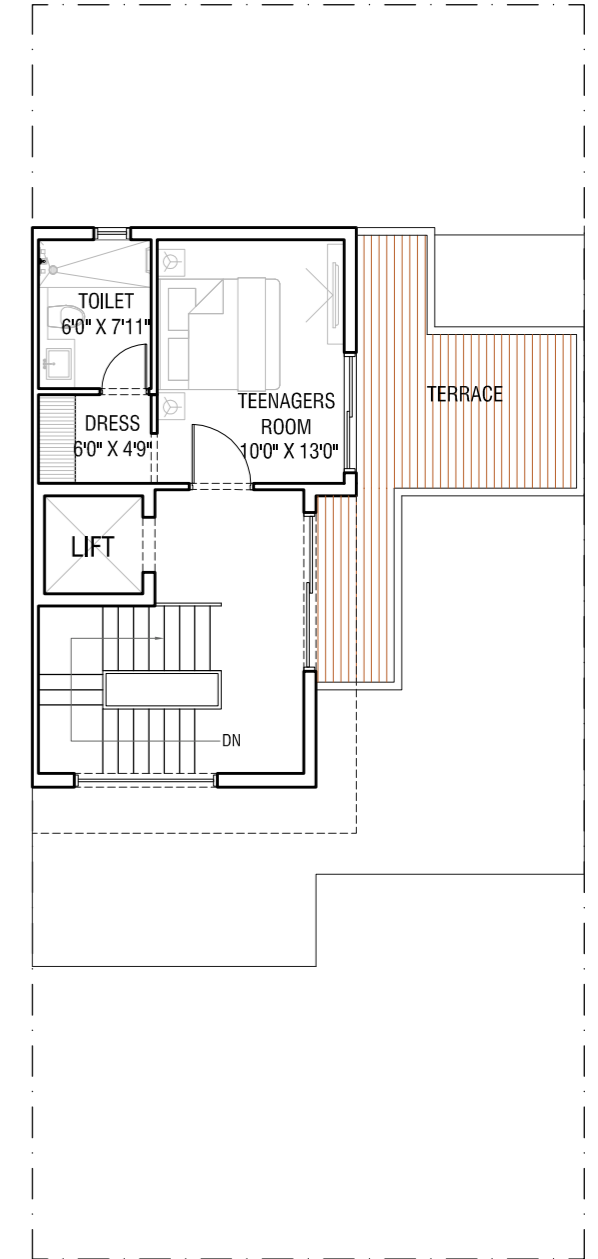 TOILET
6'0" X 7'11"
TEENAGERS
ROOM
10'0" X 13'0"
TERRACE
DRESS
6'0" X 4'9"
LIFT
DN